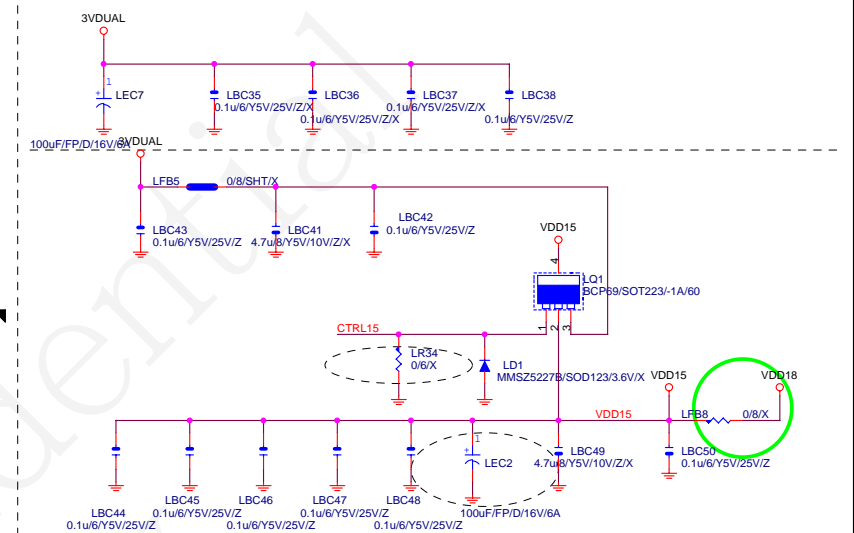 3VDUAL
1
LEC7
100uF/FP/D/16V/6A
LBC35
0.1u/6/Y5V/25V/Z/X
LBC36
0.1u/6/Y5V/25V/Z/X
LBC37
0.1u/6/Y5V/25V/Z/X
LBC38
0.1u/6/Y5V/25V/Z
3VDUAL
LFB5
0/8/SHT/X
LBC43
0.1u/6/Y5V/25V/Z
LBC41
4.7u/8/Y5V/10V/Z/X
LBC42
0.1u/6/Y5V/25V/Z
VDD15
4
LQ1
BCP69/SOT223/-1A/60
1
2
3
CTRL15
LR34
0/6/X
LD1
MMSZ5227B/SOD123/3.6V/X
VDD15
VDD18
VDD15
LFB8
0/8/X
LBC44
0.1u/6/Y5V/25V/Z
LBC45
0.1u/6/Y5V/25V/Z
LBC46
0.1u/6/Y5V/25V/Z
LBC47
0.1u/6/Y5V/25V/Z
LBC48
0.1u/6/Y5V/25V/Z
1
LEC2
100uF/FP/D/16V/6A
LBC49
4.7u/8/Y5V/10V/Z/X
LBC50
0.1u/6/Y5V/25V/Z
dential